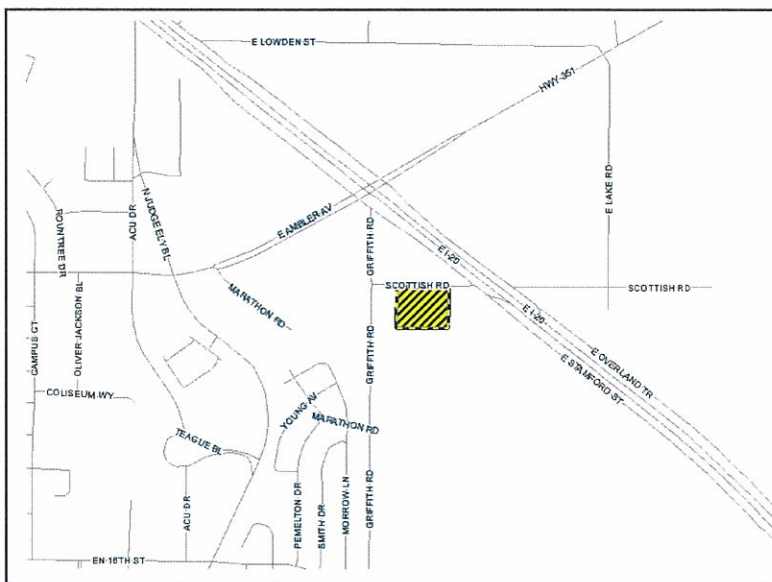 E LOWDEN ST
HWY 351
E LAKE RD
ROUNTREE DR
ACU DR
N JUDGE ELY BL
E AMBLER AV
GRIFFITH RD
E I-20
SCOTTISH RD
SCOTTISH RD
MARATHON RD
OLIVER JACKSON BL
CAMPUS CT
E I-20
E OVERLAND TR
E STAMFORD ST
GRIFFITH RD
COLISEUM WY
YOUNG AV
MARATHON RD
TEAGUE BL
ACU DR
PEMELTON DR
SMITH DR
MORROW LN
GRIFFITH RD
EN 16TH ST